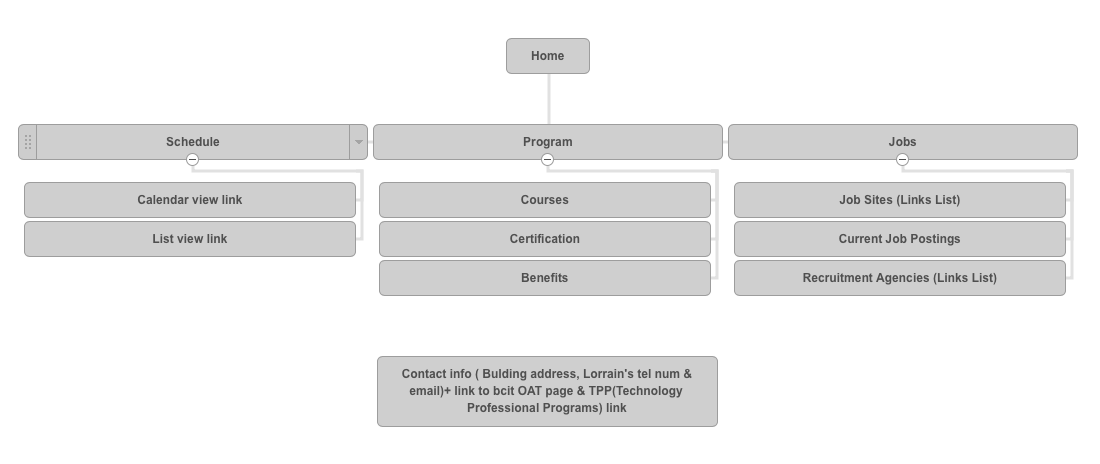 Home
Schedule
Program
Jobs
Calendar view link
Courses
Job Sites (Links List)
List view link
Certification
Current Job Postings
Benefits
Recruitment Agencies (Links List)
Contact info ( Bulding address, Lorrain's tel num &
email)+ link to bcit OAT page & TPP(Technology
Professional Programs) link